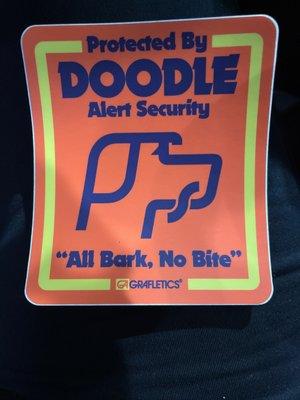 Protected By
DOODLE
Alert Security
"All Bark, No Bite"
GRAFLETICS®